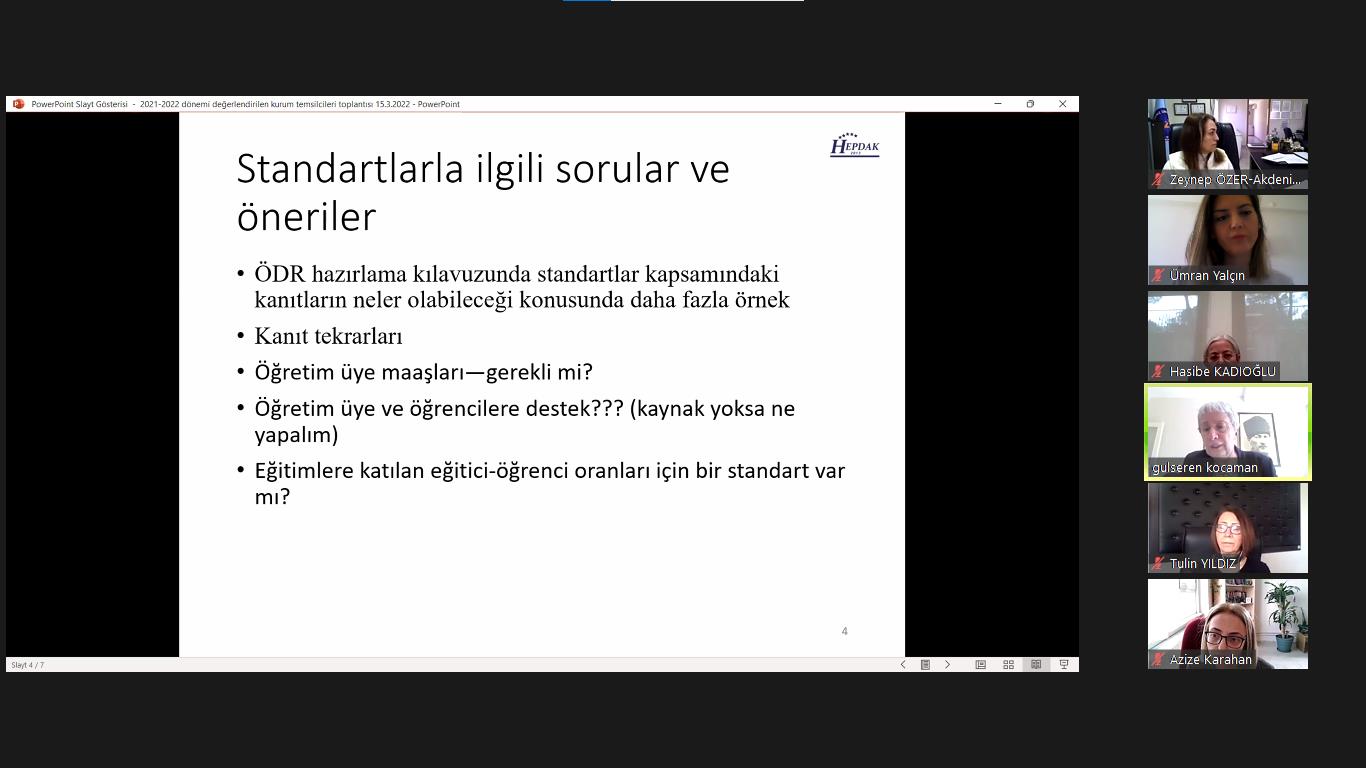 PowerPoint Slayt Gösterisi - 2021-2022 dönemi değerlendirilen kurum temsilcileri toplantısı 15.3.2022 - PowerPoint
HEPDAK
Standartlarla ilgili sorular ve
öneriler
• ÖDR hazırlama kılavuzunda standartlar kapsamındaki
kanıtların neler olabileceği konusunda daha fazla örnek
• Kanıt tekrarları
• Öğretim üye maaşları—gerekli mi?
• Öğretim üye ve öğrencilere destek??? (kaynak yoksa ne
yapalım)
• Eğitimlere katılan eğitici-öğrenci oranları için bir standart var
mı?
4
Slayt 4 / 7
Zeynep ÖZER-Akdeni...
Ümran Yalçın
Hasibe KADIOĞLU
gulseren kocaman
Tulin YILDIZ
Azize Karahan